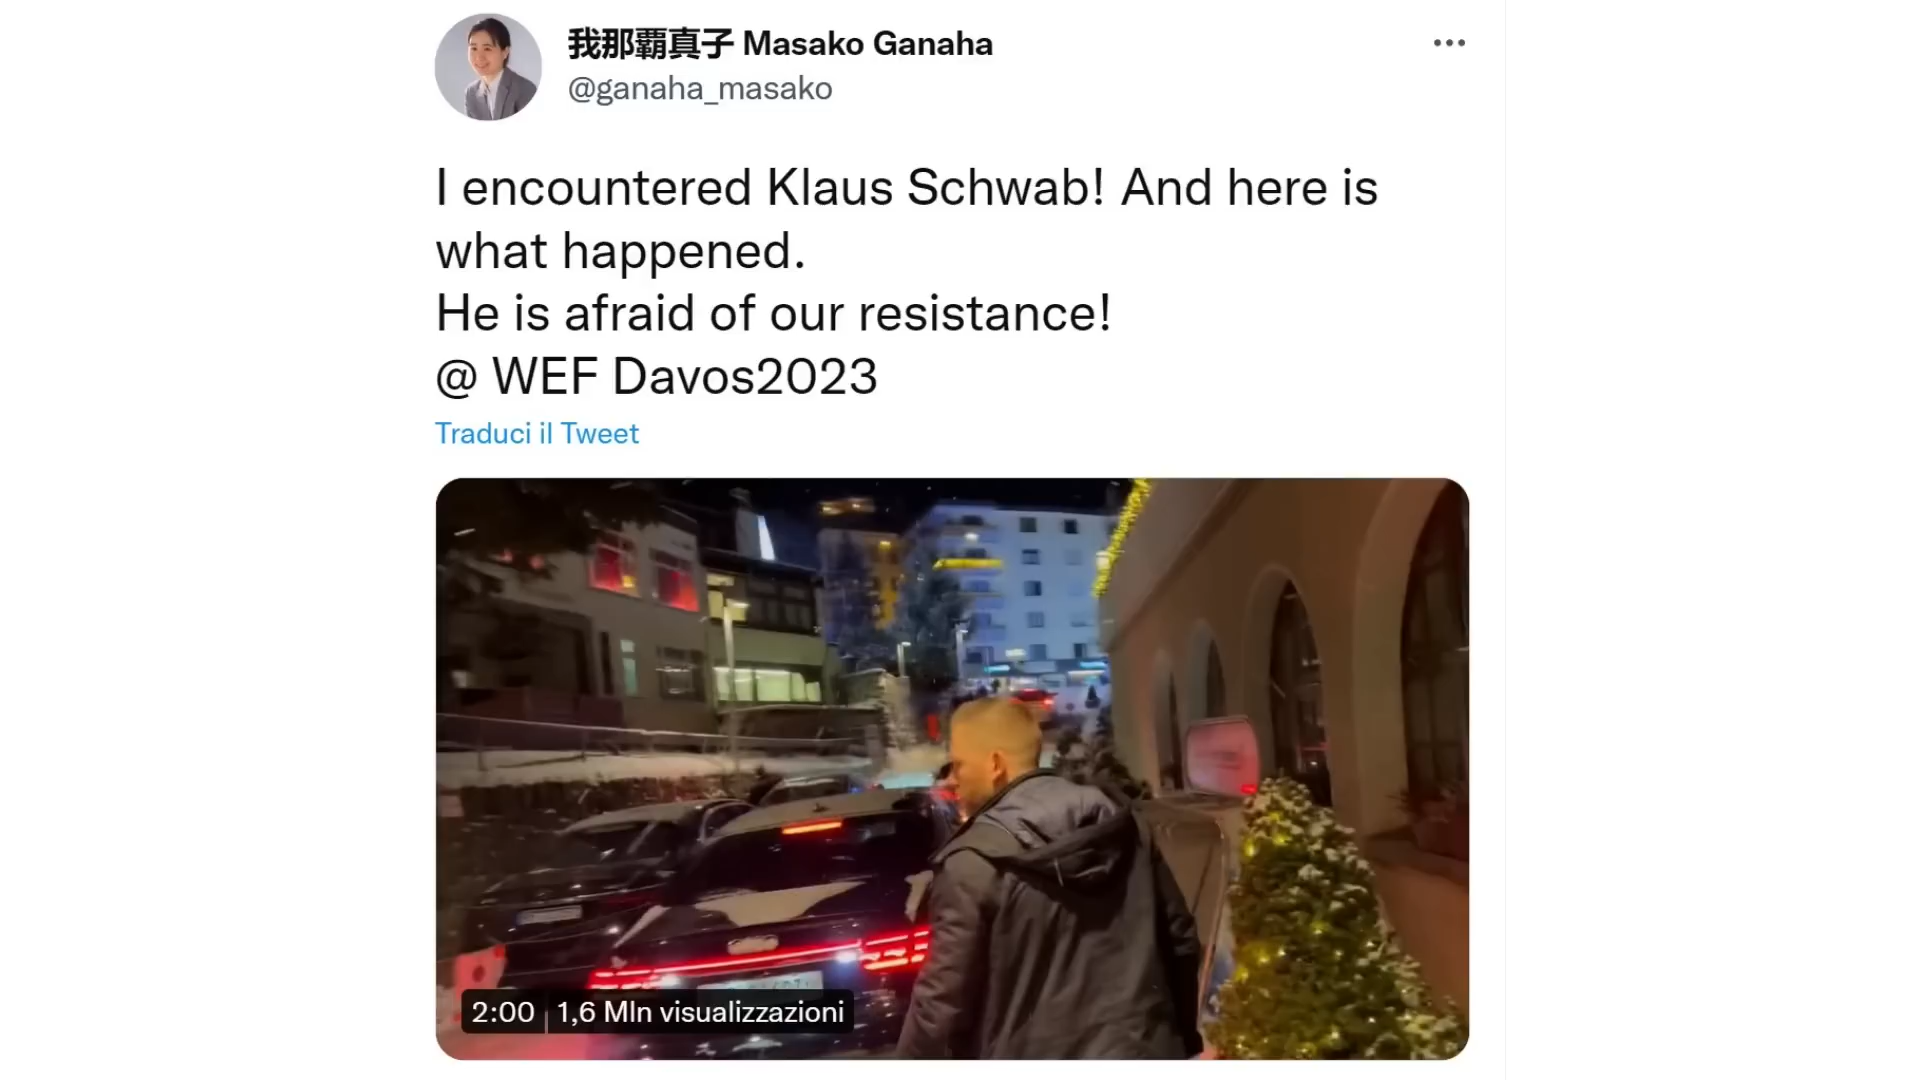 我那覇真子 Masako Ganaha
@ganaha_masako
I encountered Klaus Schwab! And here is
what happened.
He is afraid of our resistance!
@ WEF Davos2023
Traduci il Tweet
2:00 1,6 Mln visualizzazioni